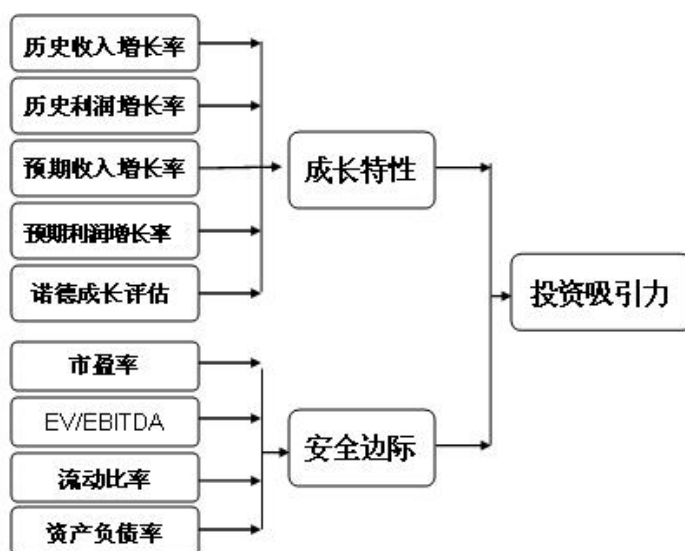 历史收入增长率
历史利润增长率
预期收入增长率
预期利润增长率
诺德成长评估
成长特性
市盈率
EV/EBITDA
流动比率
资产负债率
安全边际
投资吸引力